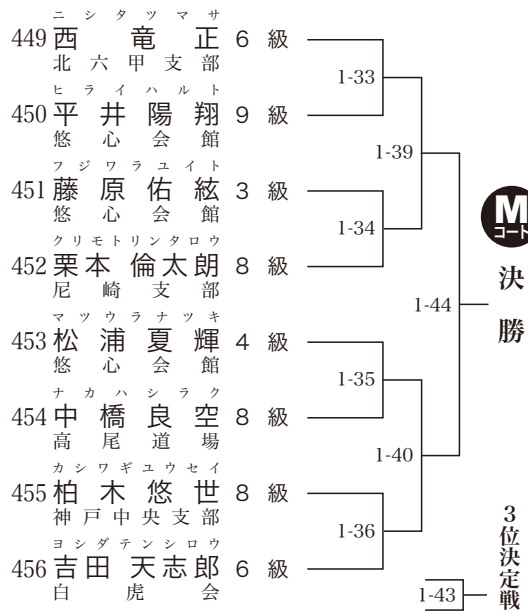 ニシタツマサ
449 西竜正 6級
北六甲支部
ヒライハルト
450 平井陽翔 9級
悠心会館
フジワラユイト
451 藤原佑絃 3級
悠心会館
クリモトリンタロウ
452 栗本倫太朗 8級
尼崎支部
マツウラナツキ
453 松浦夏輝 4級
悠心会館
ナカハシラク
454 中橋良空 8級
高尾道場
カシワギユウセイ
455 柏木悠世 8級
神戸中央支部
ヨシダテンシロウ
456 吉田天志郎 6級
白虎会
1-33
1-34
1-35
1-36
1-39
1-40
1-44
M
コート
決勝
3位決定戦
1-43